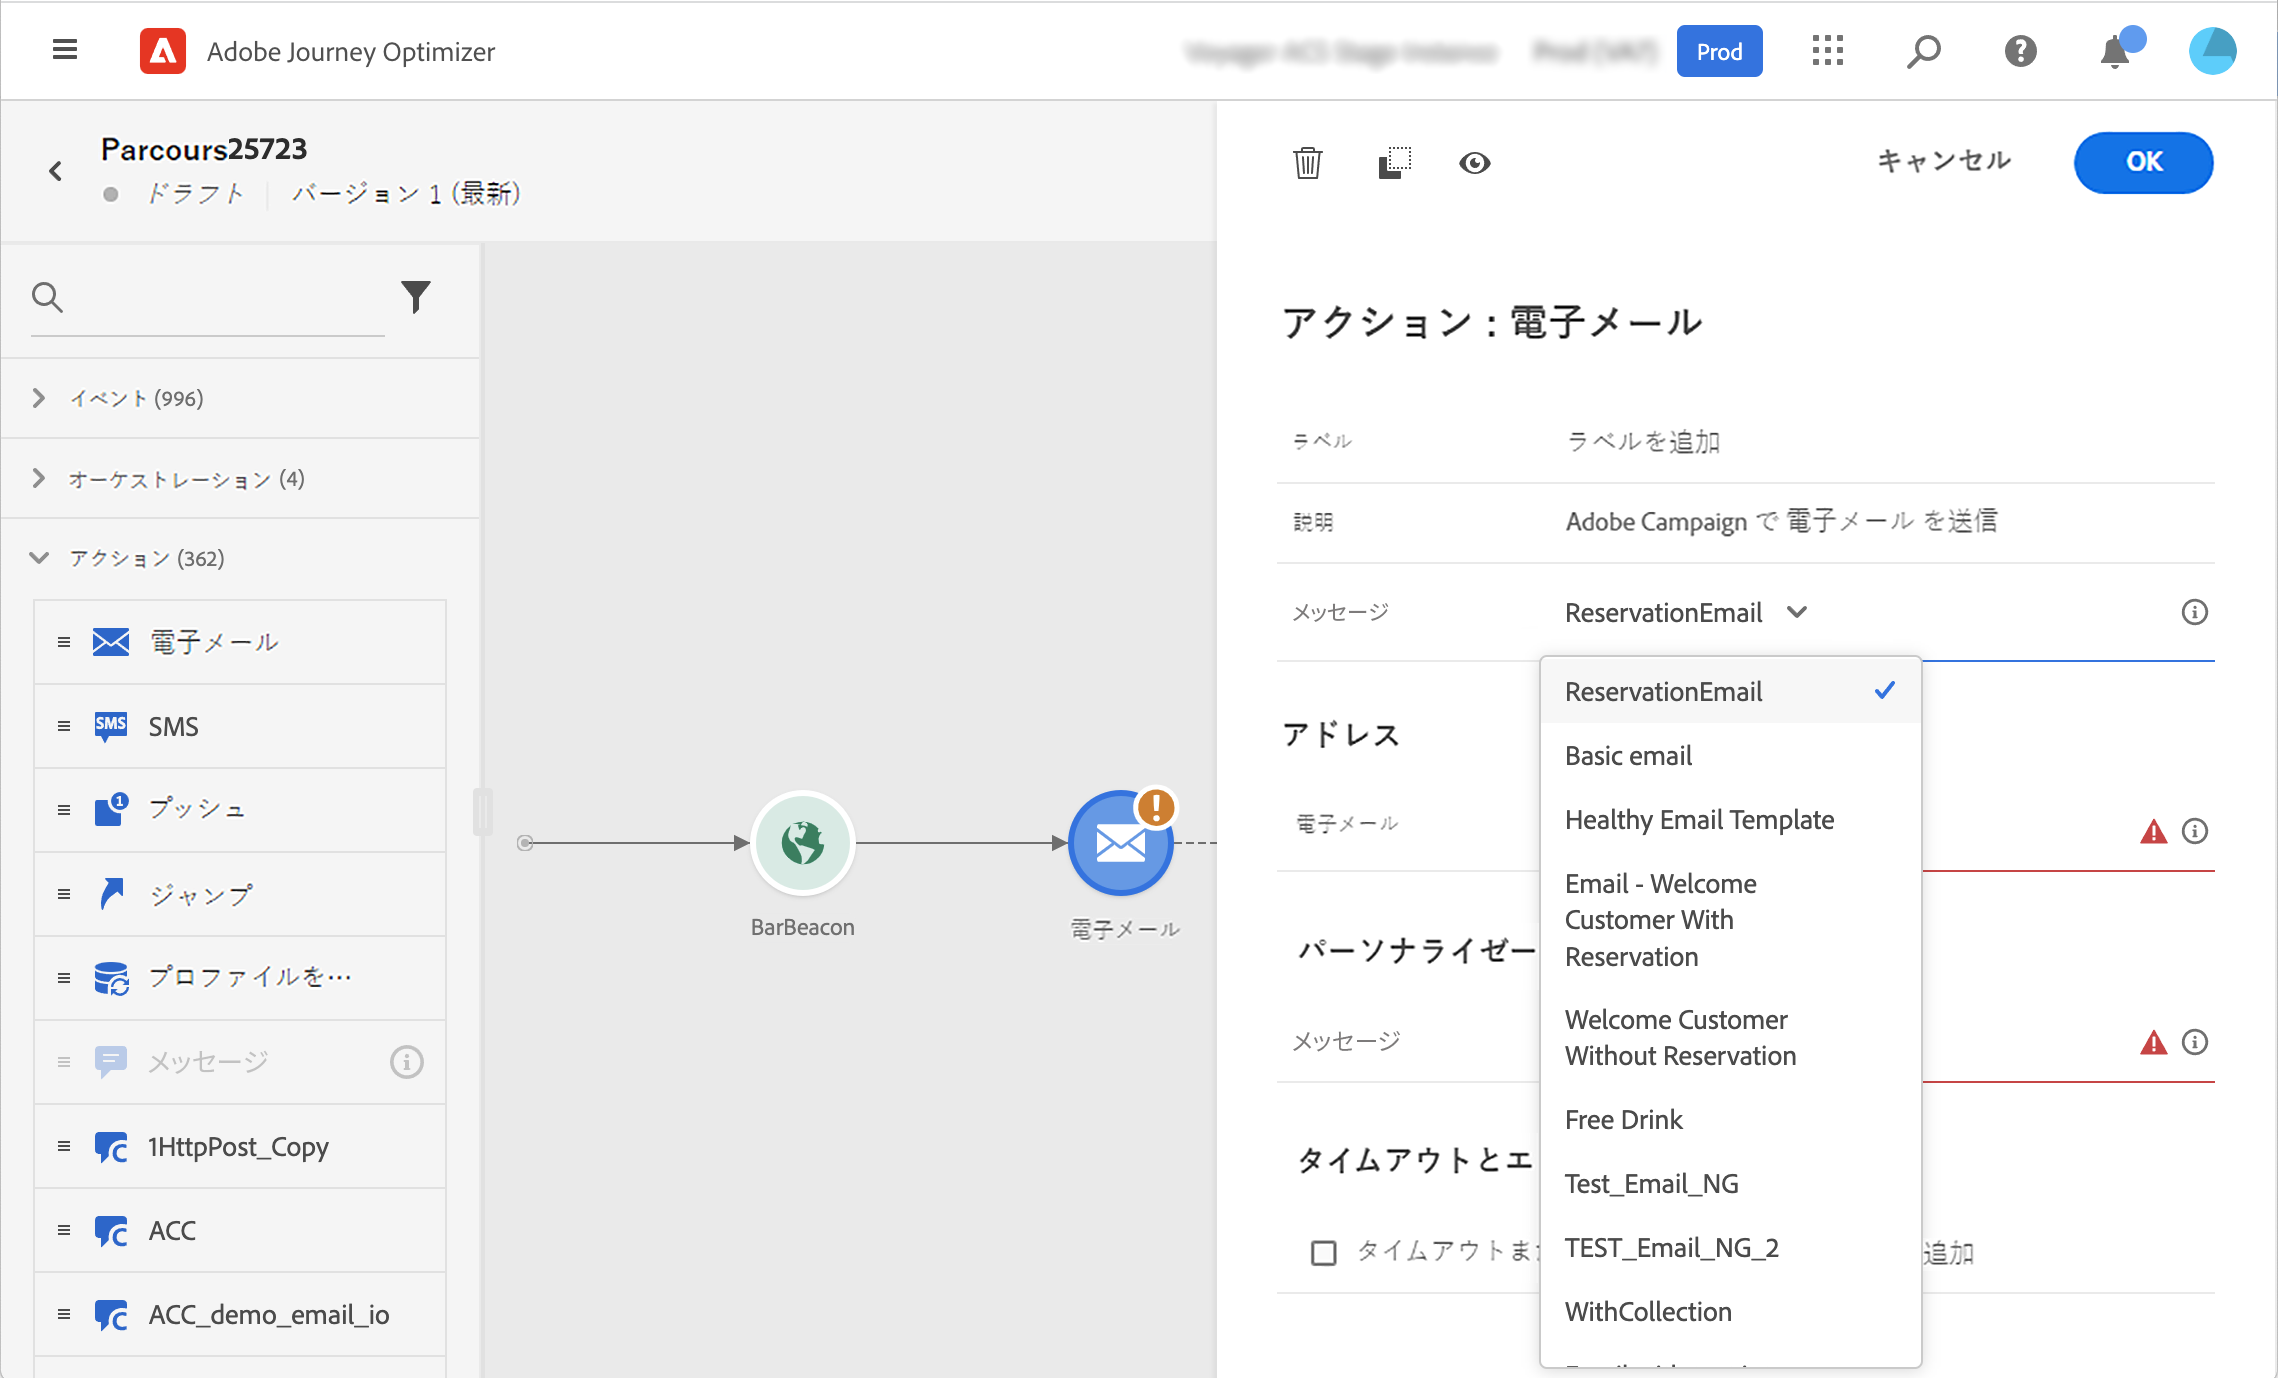 Adobe Journey Optimizer
Prod
Parcours25723
ドラフト
バージョン 1 (最新)
イベント (996)
オーケストレーション (4)
アクション (362)
電子メール
SMS
SMS
1
プッシュ
ジャンプ
プロファイルを…
メッセージ
1HttpPost_Copy
ACC
ACC_demo_email_io
BarBeacon
電子メール
キャンセル
OK
アクション : 電子メール
ラベル
ラベルを追加
説明
Adobe Campaign で 電子メール を送信
メッセージ
ReservationEmail
ReservationEmail
Basic email
Healthy Email Template
Email - Welcome
Customer With
Reservation
Welcome Customer
Without Reservation
Free Drink
Test_Email_NG
TEST_Email_NG_2
WithCollection
アドレス
電子メール
パーソナライゼー
メッセージ
タイムアウトとエ
タイムアウトま
追加